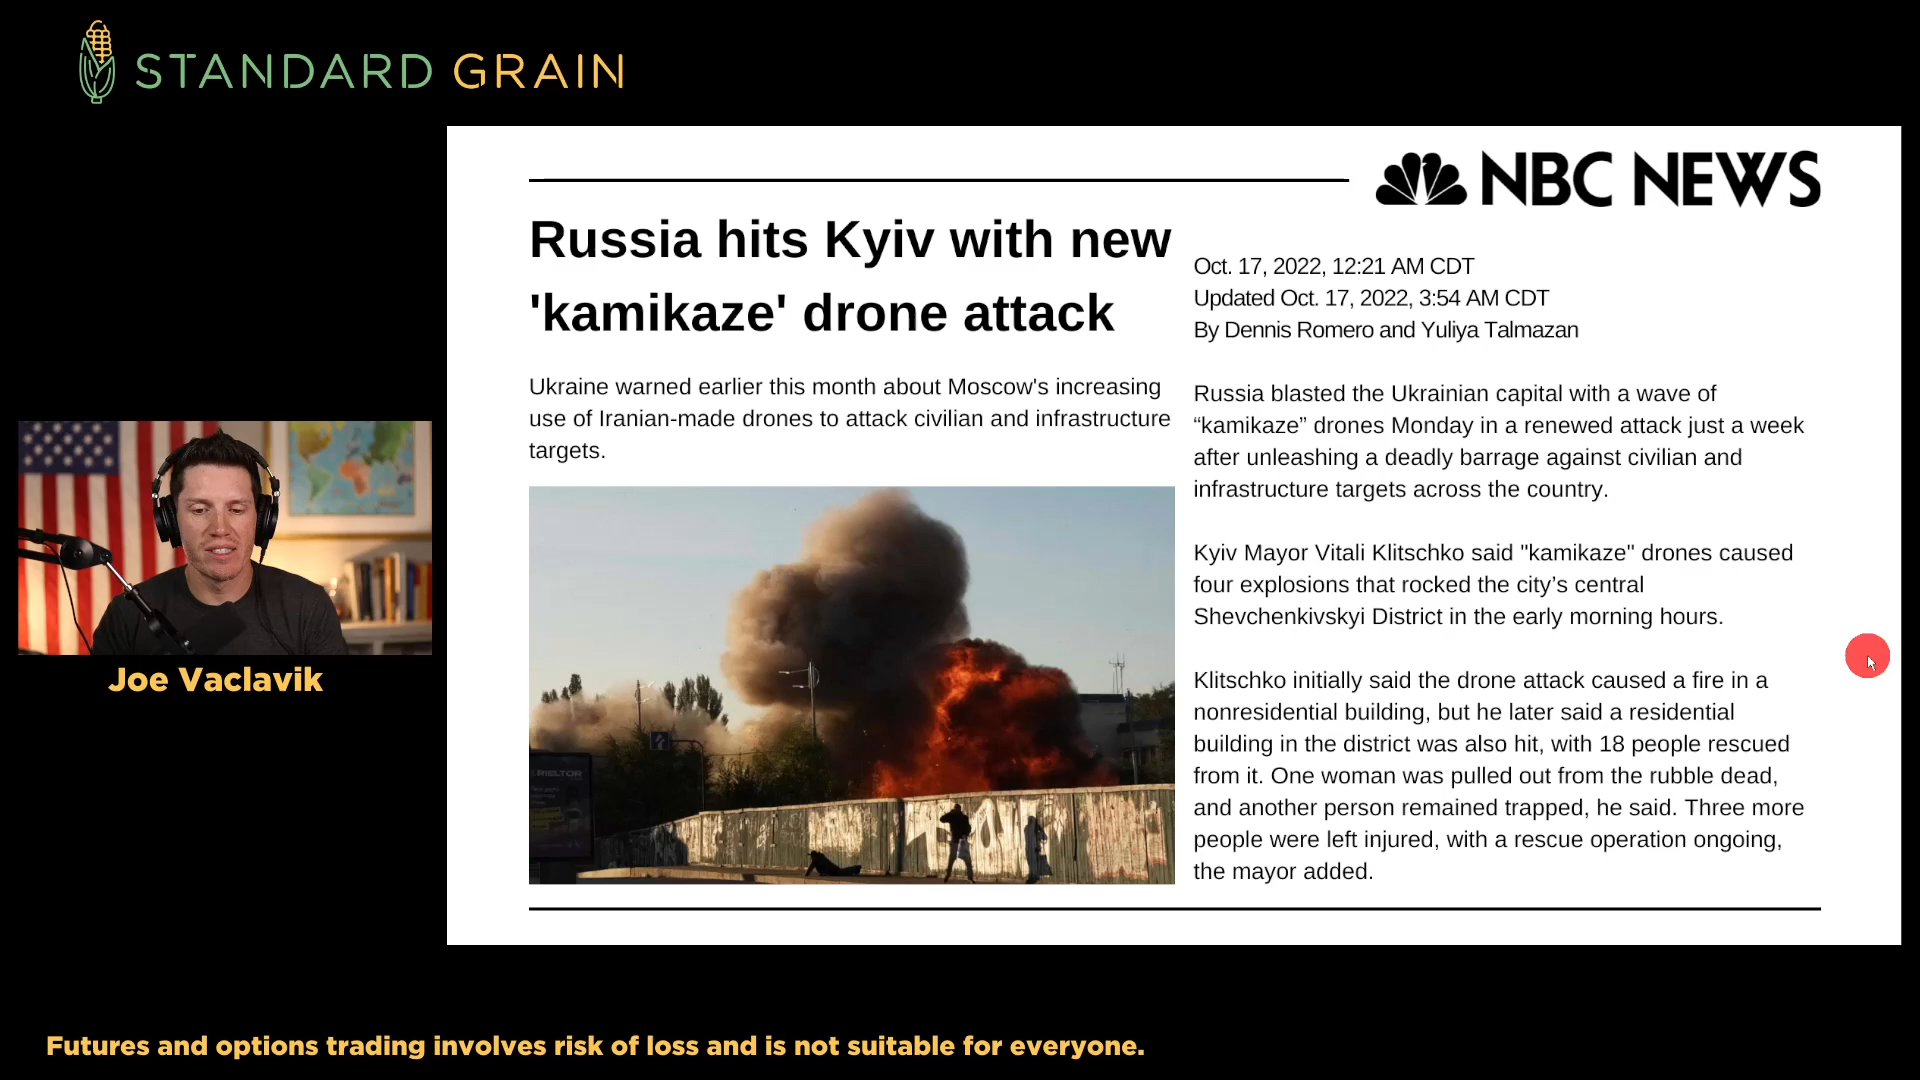 STANDARD GRAIN
NBC NEWS
Russia hits Kyiv with new
'kamikaze' drone attack
Ukraine warned earlier this month about Moscow's increasing
use of Iranian-made drones to attack civilian and infrastructure
targets.
RIELTOR
Oct. 17, 2022, 12:21 AM CDT
Updated Oct. 17, 2022, 3:54 AM CDT
By Dennis Romero and Yuliya Talmazan
Russia blasted the Ukrainian capital with a wave of
“kamikaze” drones Monday in a renewed attack just a week
after unleashing a deadly barrage against civilian and
infrastructure targets across the country.
Kyiv Mayor Vitali Klitschko said "kamikaze" drones caused
four explosions that rocked the city’s central
Shevchenkivskyi District in the early morning hours.
Klitschko initially said the drone attack caused a fire in a
nonresidential building, but he later said a residential
building in the district was also hit, with 18 people rescued
from it. One woman was pulled out from the rubble dead,
and another person remained trapped, he said. Three more
people were left injured, with a rescue operation ongoing,
the mayor added.
Joe Vaclavik
Futures and options trading involves risk of loss and is not suitable for everyone.